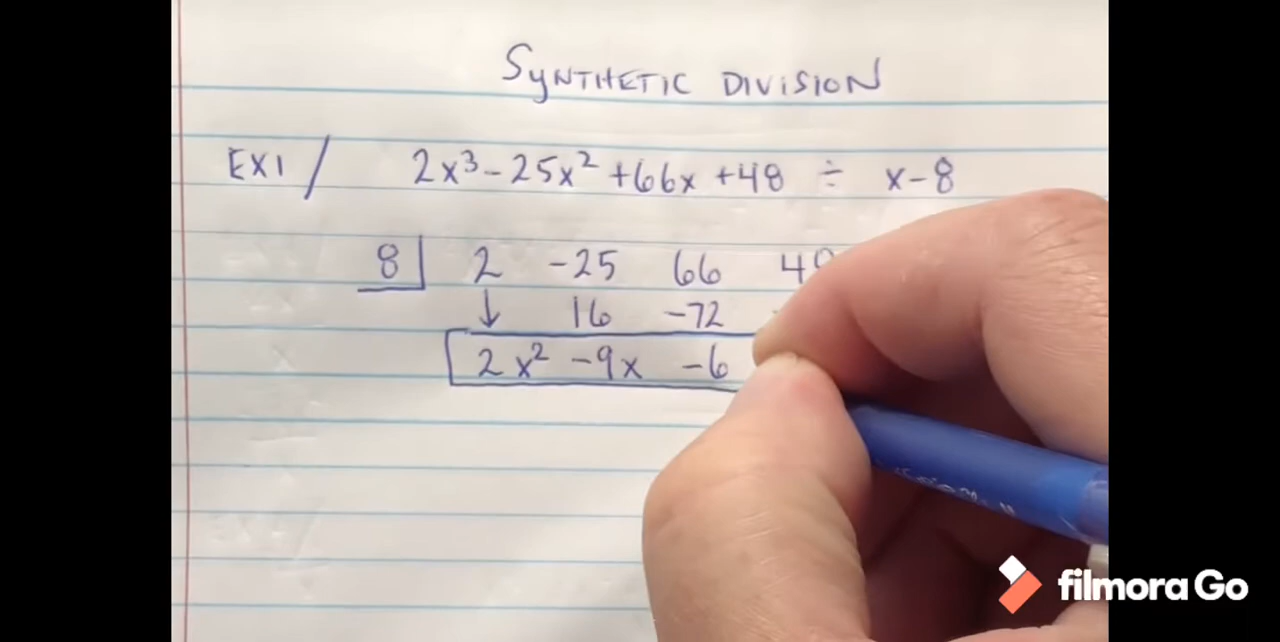 SYNTHETIC DIVISION
EX1 / 2x³ - 25x² + 66x + 48 ÷ x - 8
8 2 -25 66
↓ 16 -72
2x² -9x -6
filmora Go